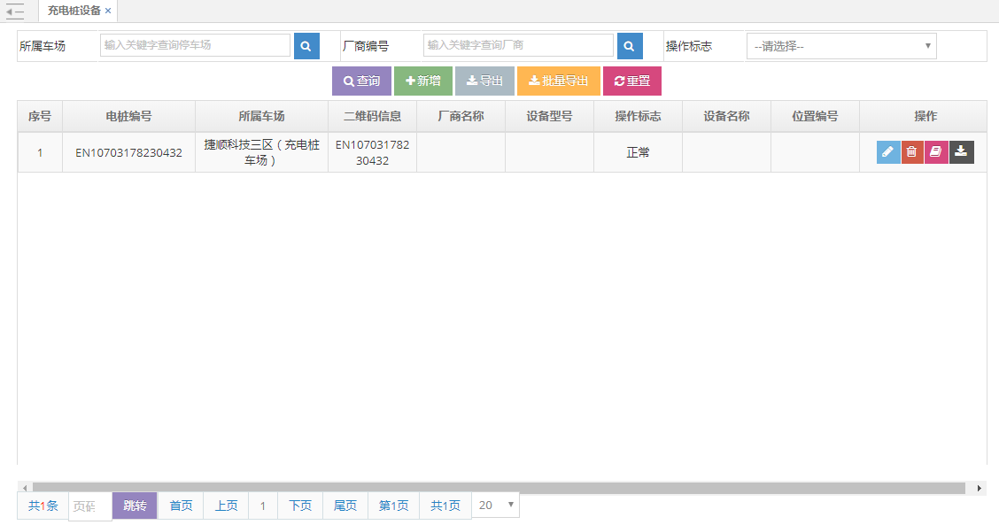 充电桩设备 ×
所属车场 输入关键字查询停车场 厂商编号 输入关键字查询厂商 操作标志 --请选择--
查询 新增 导出 批量导出 重置
序号 电桩编号 所属车场 二维码信息 厂商名称 设备型号 操作标志 设备名称 位置编号 操作
1 EN10703178230432 捷顺科技三区（充电桩 EN107031782 正常
车场） 30432
共1条 页码 跳转 首页 上页 1 下页 尾页 第1页 共1页 20